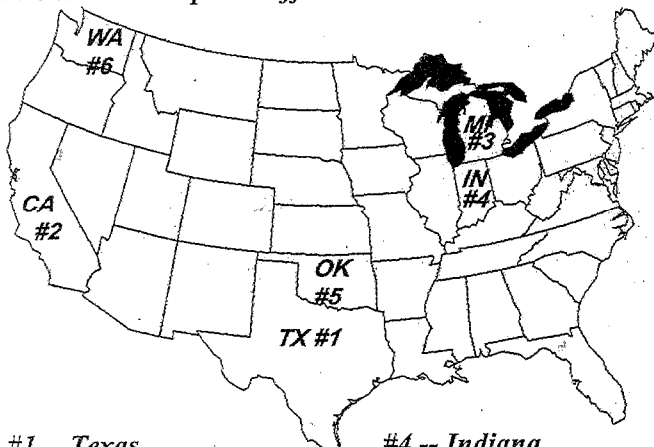 WA
#6
MI
#3
IN
#4
CA
#2
OK
#5
TX #1
#1 Texas
#4 -- Indiana